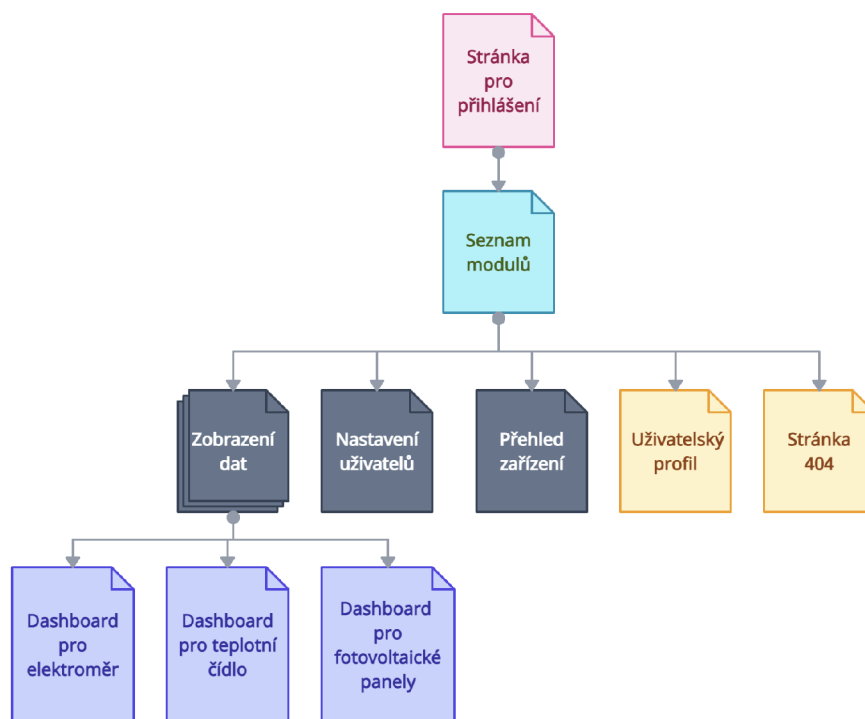 Stránka
pro
přihlášení
Seznam
modulů
Zobrazení
dat
Nastavení
uživatelů
Přehled
zařízení
Uživatelský
profil
Stránka
404
Dashboard
pro
elektroměr
Dashboard
pro teplotní
čídlo
Dashboard
pro
fotovoltaické
panely